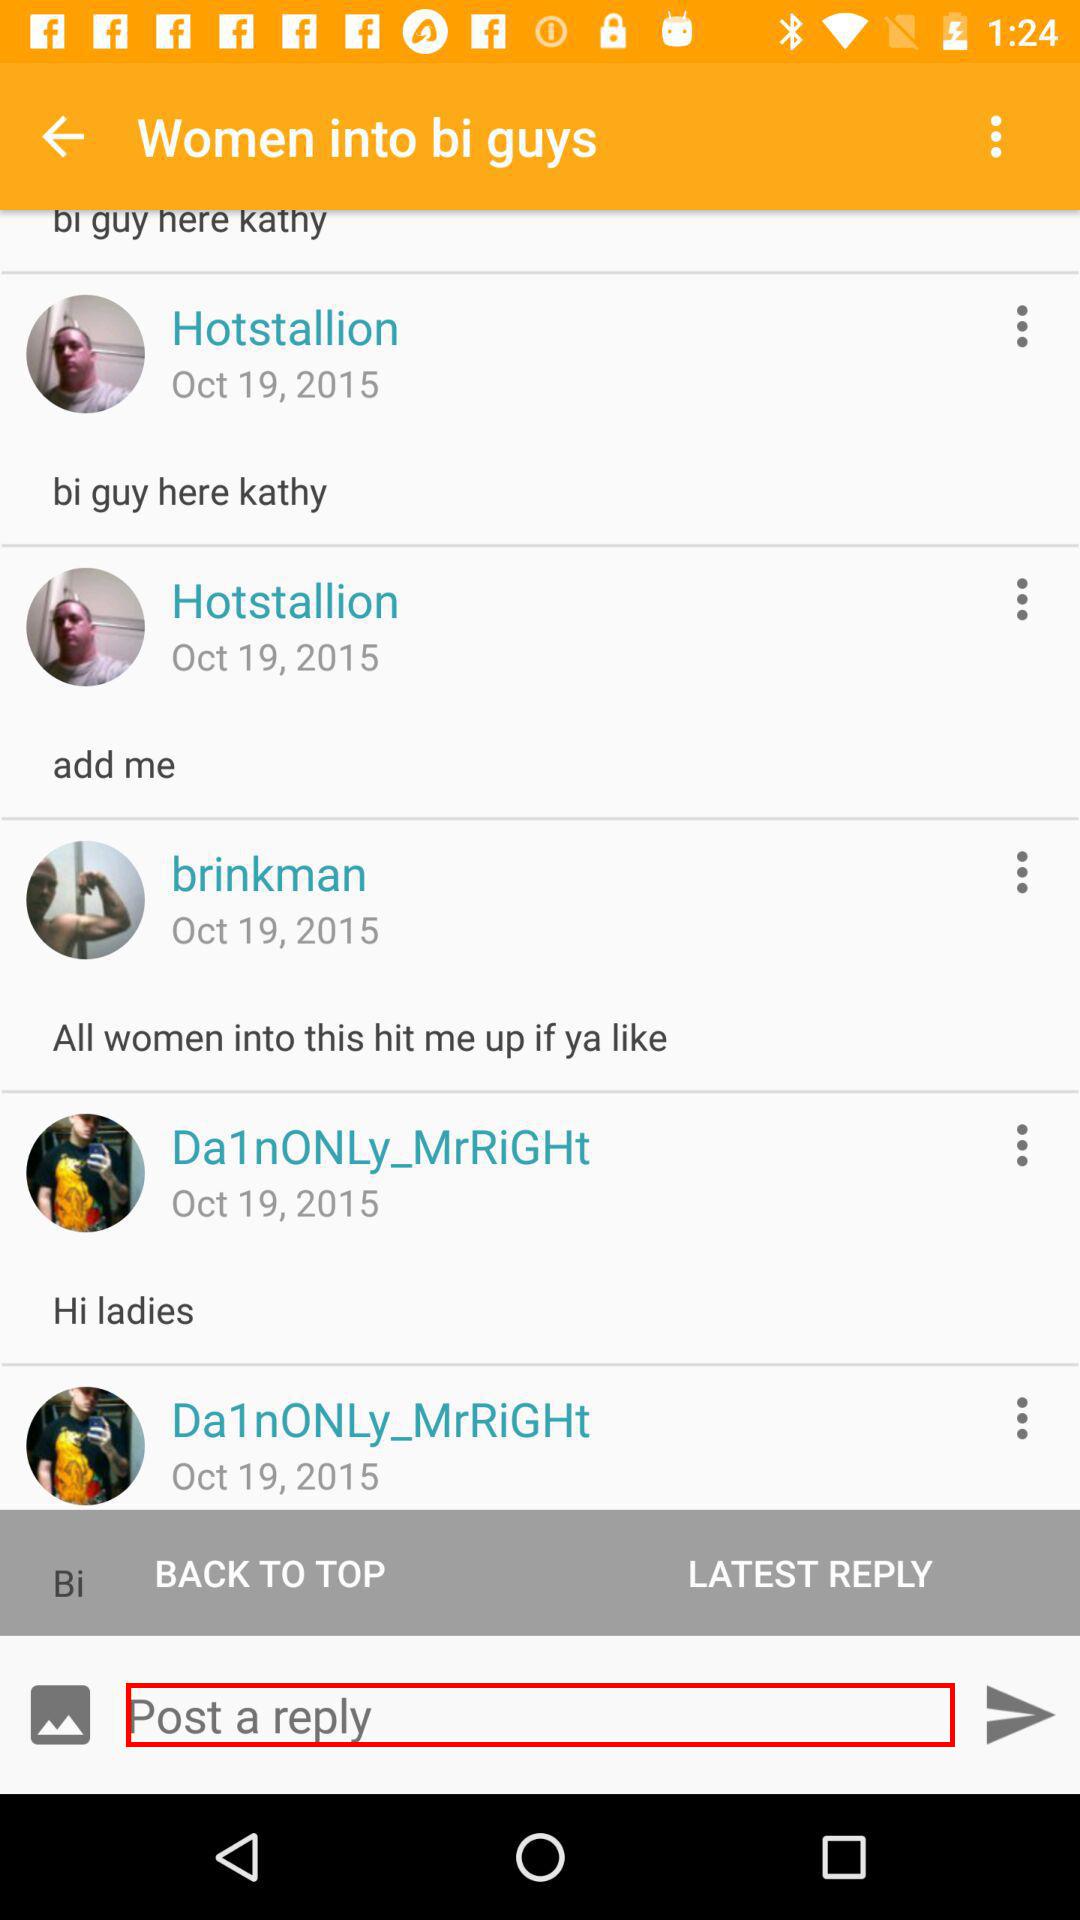 1:24
Women into bi guys
bi guy here kathy
Hotstallion
Oct 19, 2015
bi guy here kathy
Hotstallion
Oct 19, 2015
add me
brinkman
Oct 19, 2015
All women into this hit me up if ya like
Da1nONLy_MrRiGHt
Oct 19, 2015
Hi ladies
Da1nONLy_MrRiGHt
Oct 19, 2015
Bi BACK TO TOP LATEST REPLY
Post a reply